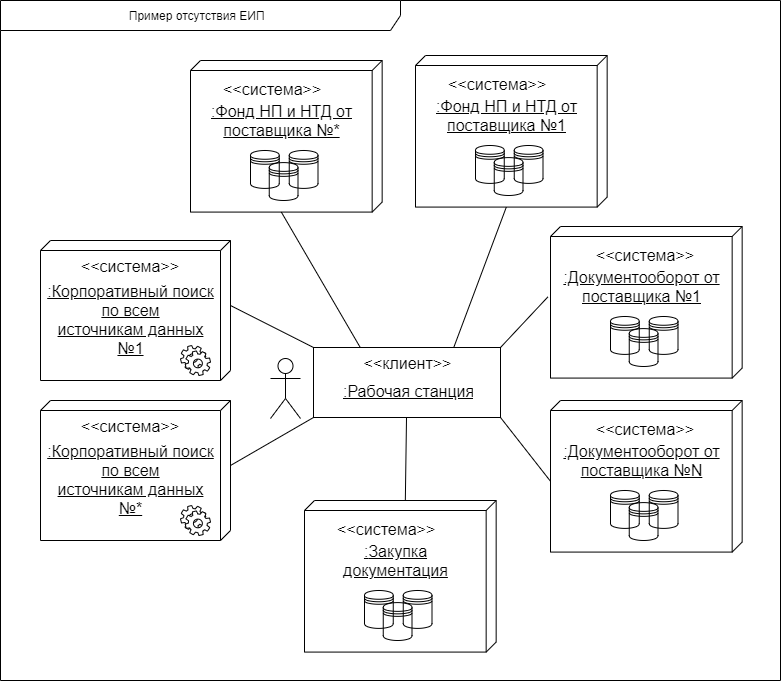 Пример отсутствия ЕИП
<<система>>
:Фонд НП и НТД от
поставщика №*
<<система>>
:Фонд НП и НТД от
поставщика №1
<<система>>
:Корпоративный поиск
по всем
источникам данных
№1
<<система>>
:Документооборот от
поставщика №1
<<клиент>>
:Рабочая станция
<<система>>
:Корпоративный поиск
по всем
источникам данных
№*
<<система>>
:Документооборот от
поставщика №N
<<система>>
:Закупка
документация